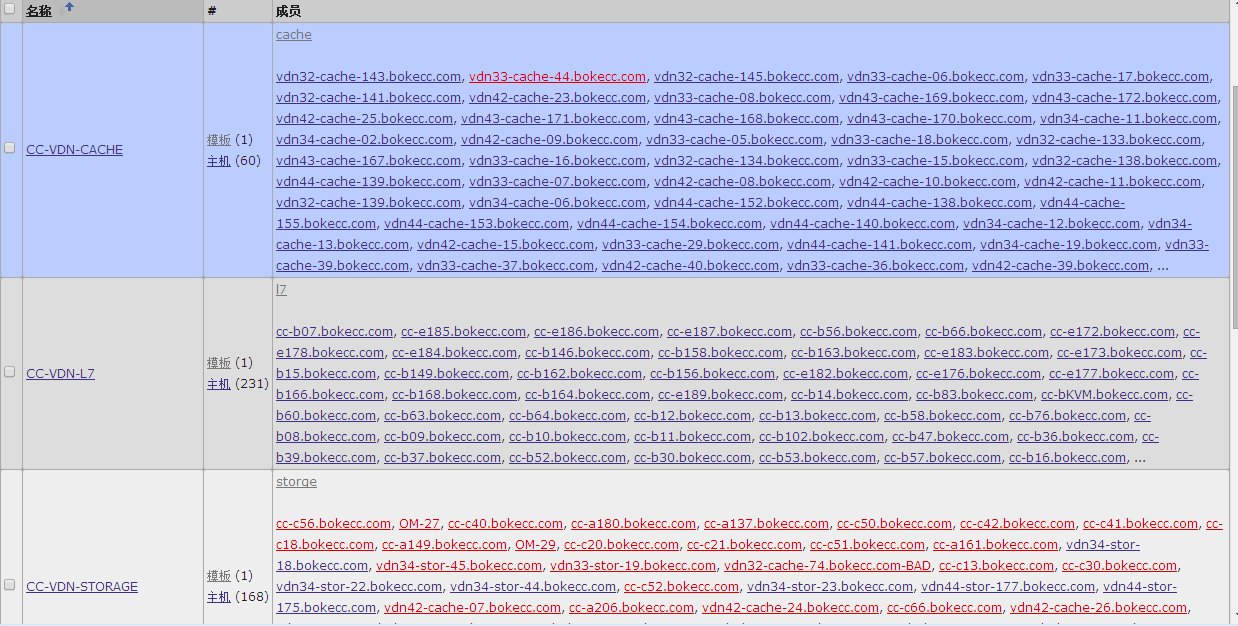 名称 # 成员
cache
vdn32-cache-143.bokecc.com, vdn33-cache-44.bokecc.com, vdn32-cache-145.bokecc.com, vdn33-cache-06.bokecc.com, vdn33-cache-17.bokecc.com,
vdn32-cache-141.bokecc.com, vdn42-cache-23.bokecc.com, vdn33-cache-08.bokecc.com, vdn43-cache-169.bokecc.com, vdn43-cache-172.bokecc.com,
vdn42-cache-25.bokecc.com, vdn43-cache-171.bokecc.com, vdn43-cache-168.bokecc.com, vdn43-cache-170.bokecc.com, vdn34-cache-11.bokecc.com,
模板 (1)
vdn34-cache-02.bokecc.com, vdn42-cache-09.bokecc.com, vdn33-cache-05.bokecc.com, vdn33-cache-18.bokecc.com, vdn32-cache-133.bokecc.com,
CC-VDN-CACHE
主机 (60)
vdn43-cache-167.bokecc.com, vdn33-cache-16.bokecc.com, vdn32-cache-134.bokecc.com, vdn33-cache-15.bokecc.com, vdn32-cache-138.bokecc.com,
vdn44-cache-139.bokecc.com, vdn33-cache-07.bokecc.com, vdn42-cache-08.bokecc.com, vdn42-cache-10.bokecc.com, vdn42-cache-11.bokecc.com,
vdn32-cache-139.bokecc.com, vdn34-cache-06.bokecc.com, vdn44-cache-152.bokecc.com, vdn44-cache-138.bokecc.com, vdn44-cache-
155.bokecc.com, vdn44-cache-153.bokecc.com, vdn44-cache-154.bokecc.com, vdn44-cache-140.bokecc.com, vdn34-cache-12.bokecc.com, vdn34-
cache-13.bokecc.com, vdn42-cache-15.bokecc.com, vdn33-cache-29.bokecc.com, vdn44-cache-141.bokecc.com, vdn34-cache-19.bokecc.com, vdn33-
cache-39.bokecc.com, vdn33-cache-37.bokecc.com, vdn42-cache-40.bokecc.com, vdn33-cache-36.bokecc.com, vdn42-cache-39.bokecc.com, ...
l7
cc-b07.bokecc.com, cc-e185.bokecc.com, cc-e186.bokecc.com, cc-e187.bokecc.com, cc-b56.bokecc.com, cc-b66.bokecc.com, cc-e172.bokecc.com, cc-
e178.bokecc.com, cc-e184.bokecc.com, cc-b146.bokecc.com, cc-b158.bokecc.com, cc-b163.bokecc.com, cc-e183.bokecc.com, cc-e173.bokecc.com, cc-
模板 (1)
CC-VDN-L7
b15.bokecc.com, cc-b149.bokecc.com, cc-b162.bokecc.com, cc-b156.bokecc.com, cc-e182.bokecc.com, cc-e176.bokecc.com, cc-e177.bokecc.com, cc-
主机 (231)
b166.bokecc.com, cc-b168.bokecc.com, cc-b164.bokecc.com, cc-e189.bokecc.com, cc-b14.bokecc.com, cc-b83.bokecc.com, cc-bKVM.bokecc.com, cc-
b60.bokecc.com, cc-b63.bokecc.com, cc-b64.bokecc.com, cc-b12.bokecc.com, cc-b13.bokecc.com, cc-b58.bokecc.com, cc-b76.bokecc.com, cc-
b08.bokecc.com, cc-b09.bokecc.com, cc-b10.bokecc.com, cc-b11.bokecc.com, cc-b102.bokecc.com, cc-b47.bokecc.com, cc-b36.bokecc.com, cc-
b39.bokecc.com, cc-b37.bokecc.com, cc-b52.bokecc.com, cc-b30.bokecc.com, cc-b53.bokecc.com, cc-b57.bokecc.com, cc-b16.bokecc.com, ...
storge
cc-c56.bokecc.com, OM-27, cc-c40.bokecc.com, cc-a180.bokecc.com, cc-a137.bokecc.com, cc-c50.bokecc.com, cc-c42.bokecc.com, cc-c41.bokecc.com, cc-
c18.bokecc.com, cc-a149.bokecc.com, OM-29, cc-c20.bokecc.com, cc-c21.bokecc.com, cc-c51.bokecc.com, cc-a161.bokecc.com, vdn34-stor-
18.bokecc.com, vdn34-stor-45.bokecc.com, vdn33-stor-19.bokecc.com, vdn32-cache-74.bokecc.com-BAD, cc-c13.bokecc.com, cc-c30.bokecc.com,
模板 (1)
CC-VDN-STORAGE
vdn34-stor-22.bokecc.com, vdn34-stor-44.bokecc.com, cc-c52.bokecc.com, vdn34-stor-23.bokecc.com, vdn44-stor-177.bokecc.com, vdn44-stor-
主机 (168)
175.bokecc.com, vdn42-cache-07.bokecc.com, cc-a206.bokecc.com, vdn42-cache-24.bokecc.com, cc-c66.bokecc.com, vdn42-cache-26.bokecc.com,